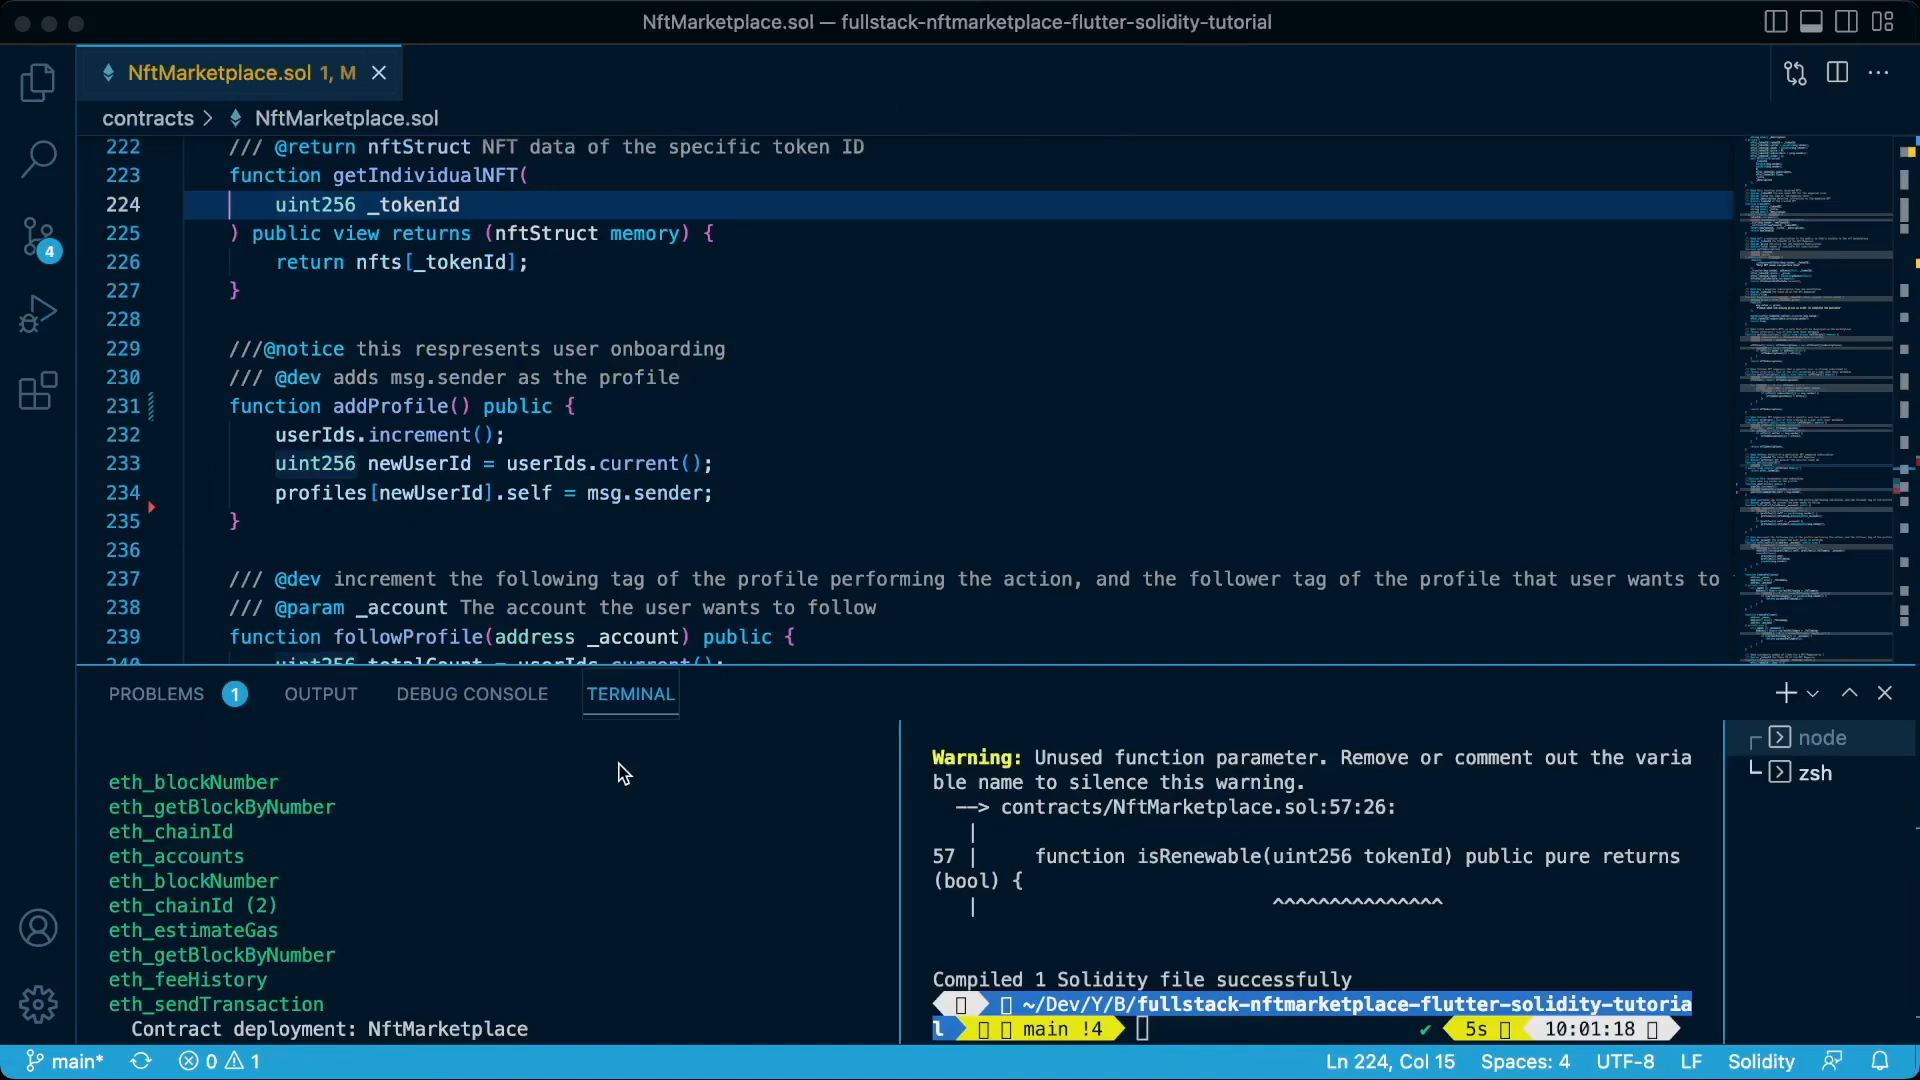 NftMarketplace.sol — fullstack-nftmarketplace-flutter-solidity-tutorial
NftMarketplace.sol 1, M
contracts > NftMarketplace.sol
222 /// @return nftStruct NFT data of the specific token ID
223 function getIndividualNFT(
224 uint256 _tokenId
225 ) public view returns (nftStruct memory) {
226 return nfts[_tokenId];
227 }
228
229 ///@notice this respresents user onboarding
230 /// @dev adds msg.sender as the profile
231 function addProfile() public {
232 userIds.increment();
233 uint256 newUserId = userIds.current();
234 profiles[newUserId].self = msg.sender;
235 }
236
237 /// @dev increment the following tag of the profile performing the action, and the follower tag of the profile that user wants to
238 /// @param _account The account the user wants to follow
239 function followProfile(address _account) public {
240 uint256 totalCount = userIds.current();
4
PROBLEMS 1 OUTPUT DEBUG CONSOLE TERMINAL
eth_blockNumber
eth_getBlockByNumber
eth_chainId
eth_accounts
eth_blockNumber
eth_chainId (2)
eth_estimateGas
eth_getBlockByNumber
eth_feeHistory
eth_sendTransaction
Contract deployment: NftMarketplace
Warning: Unused function parameter. Remove or comment out the varia
ble name to silence this warning.
--> contracts/NftMarketplace.sol:57:26:
|
57 | function isRenewable(uint256 tokenId) public pure returns
(bool) {
| ^^^^^^^^^^^^^^^
Compiled 1 Solidity file successfully
~/Dev/Y/B/fullstack-nftmarketplace-flutter-solidity-tutoria
l main !4 ✔ 5s 10:01:18
node
zsh
main* 0 1 Ln 224, Col 15 Spaces: 4 UTF-8 LF Solidity